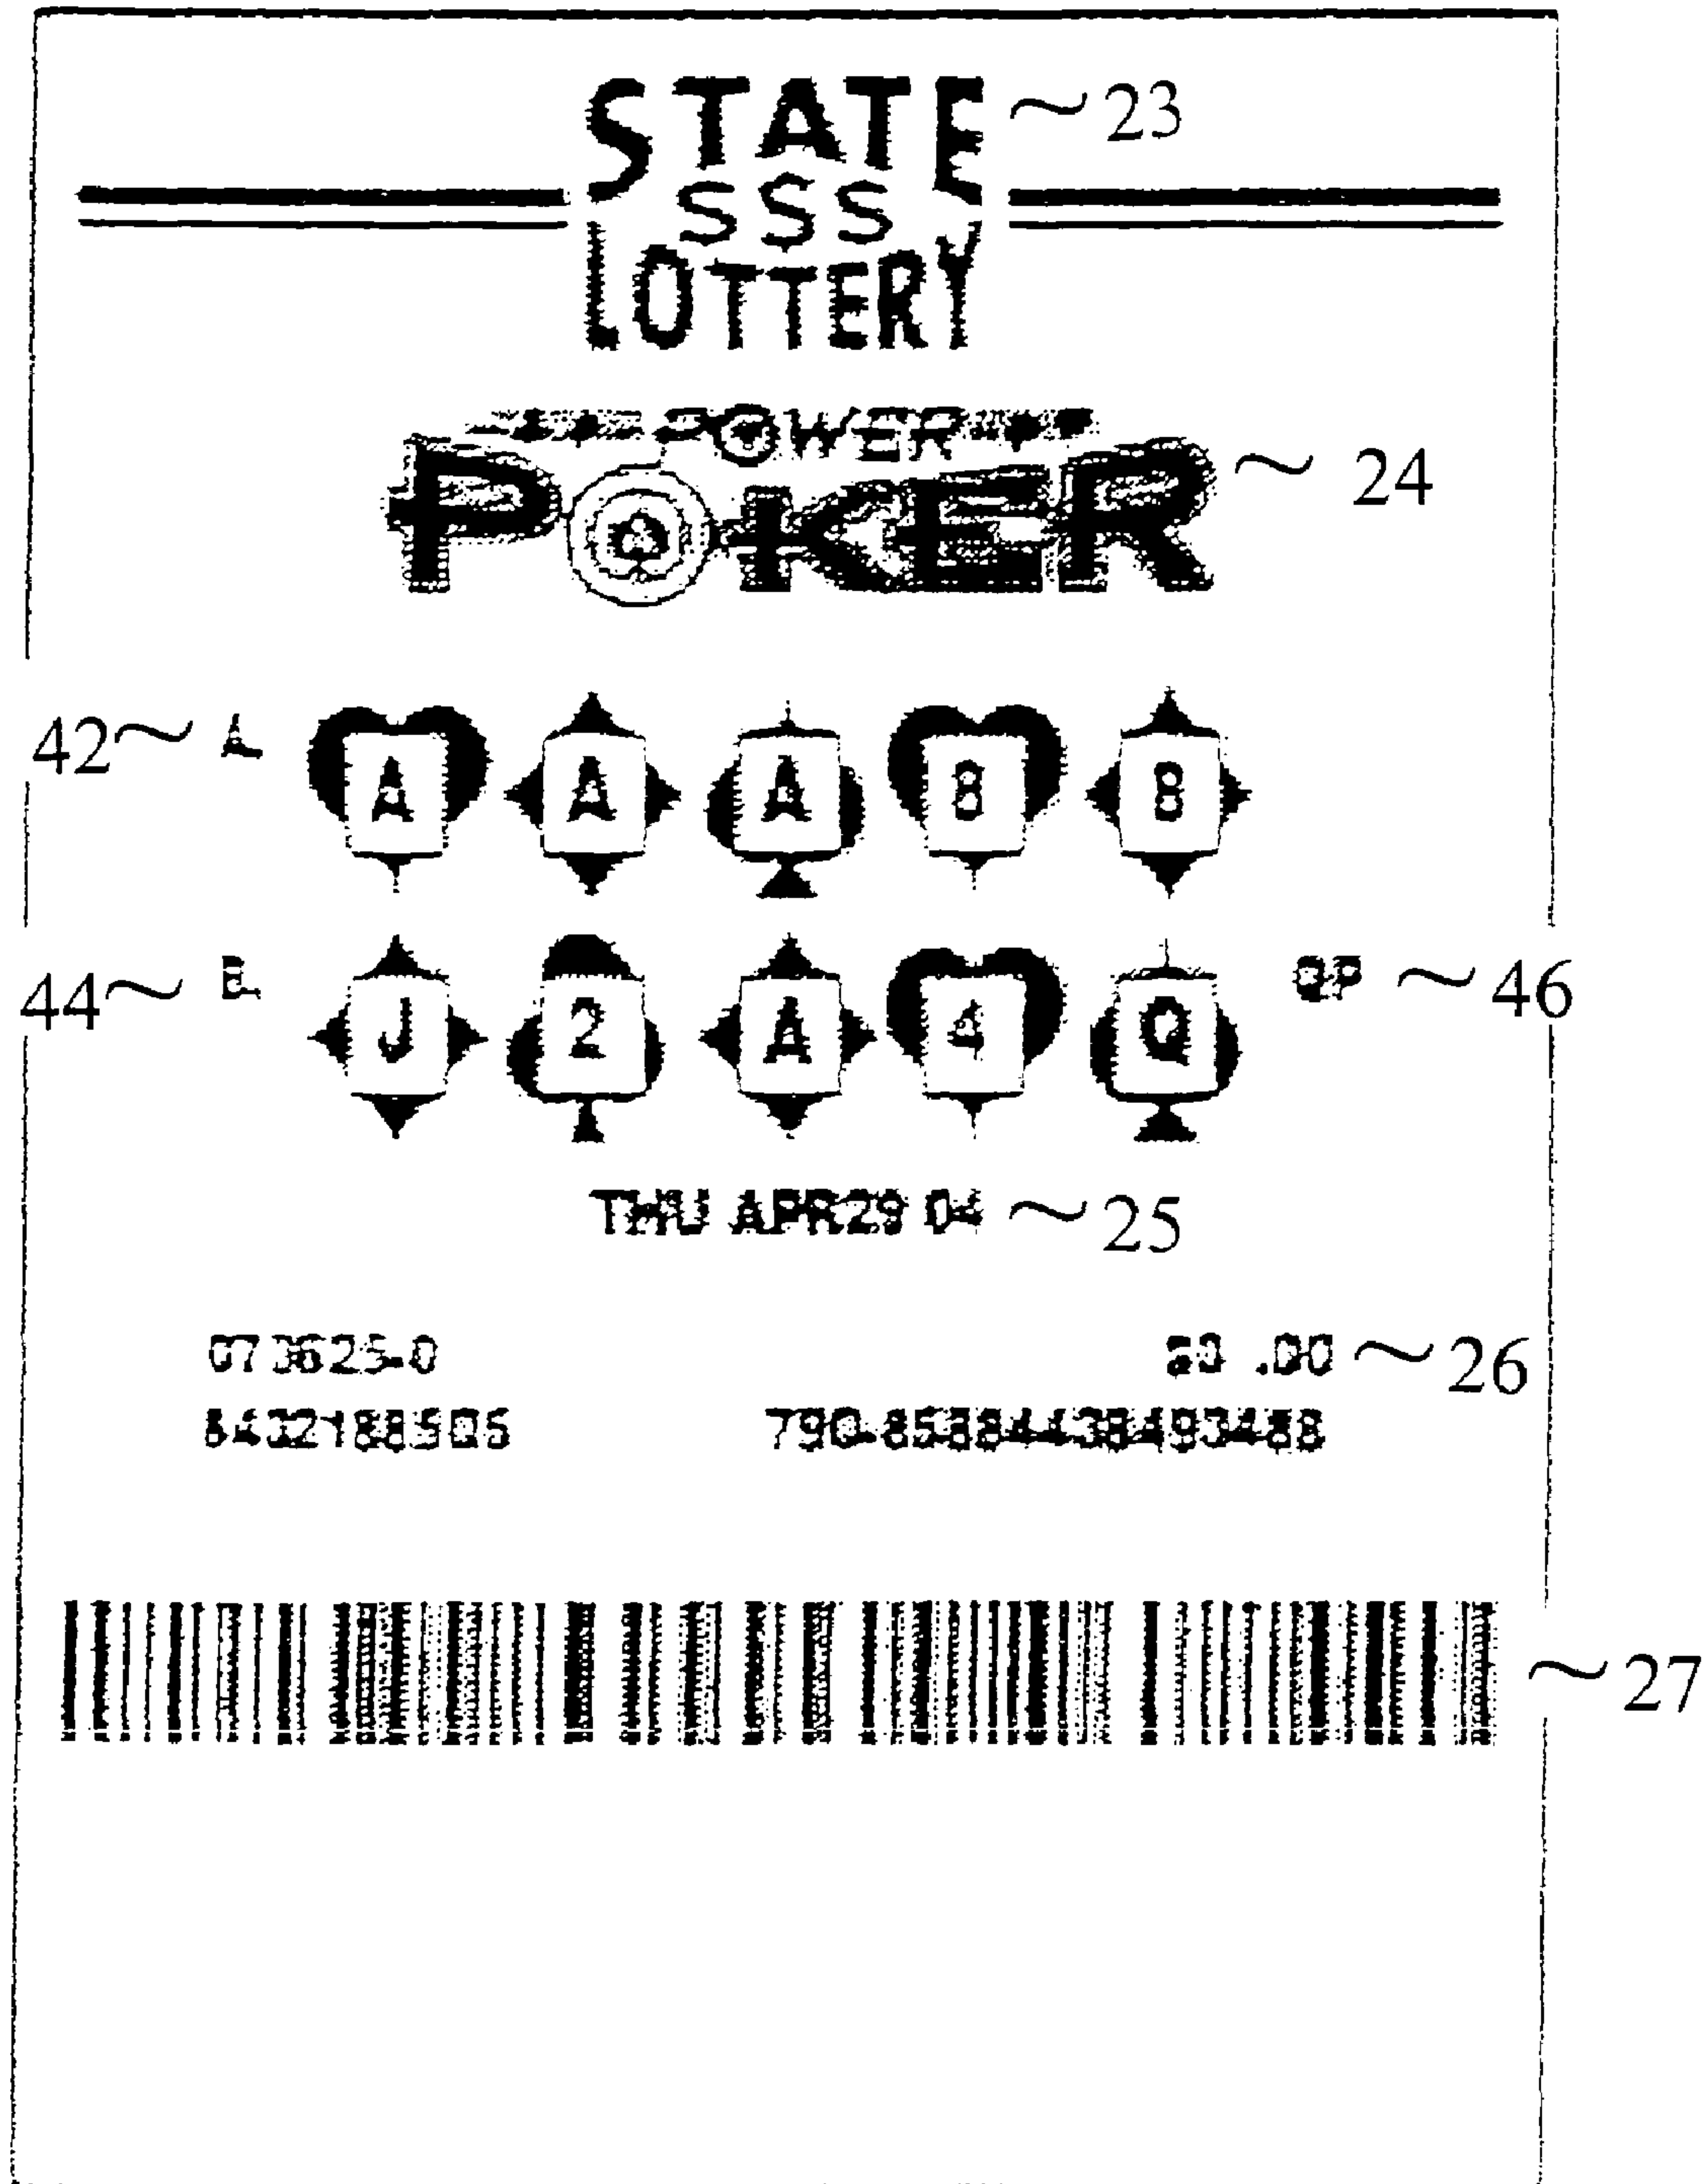 STATE ~23
SSS
LOTTERY
POWER
POKER ~ 24
42~ A. A A A 8 8
44~ B. J 2 A 4 Q QP ~46
THU APR29 04 ~25
.00 ~26
~27